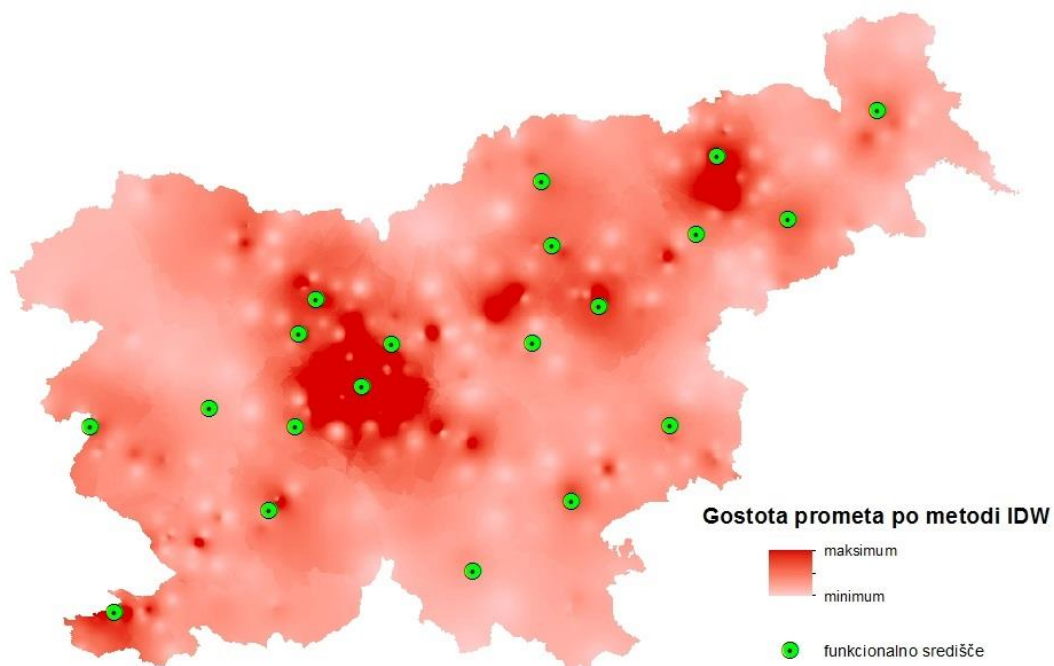 Gostota prometa po metodi IDW
maksimum
minimum
funkcionalno središče